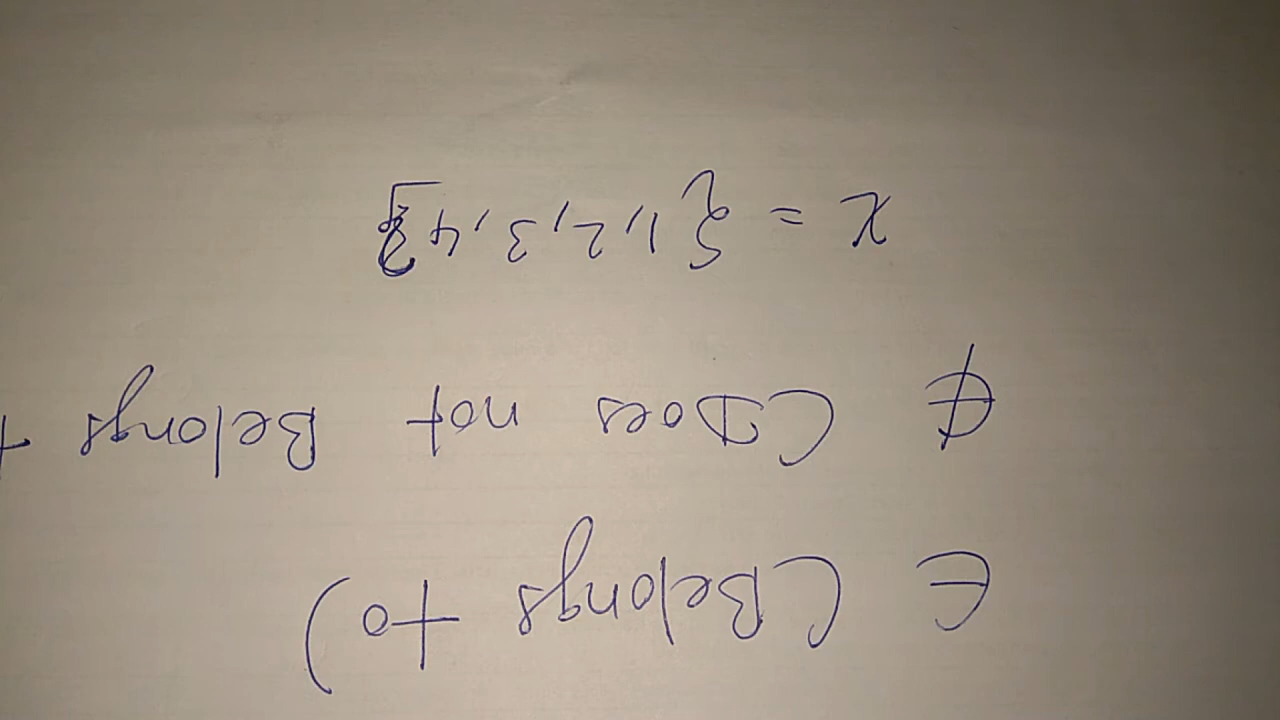 ∈ (Belongs to)
∉ (Does not Belongs
x = {1, 2, 3, 4}